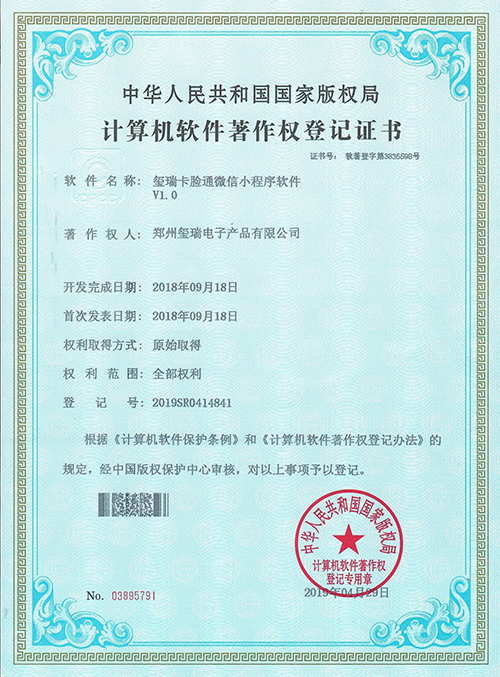 中华人民共和国国家版权局
计算机软件著作权登记证书
证书号： 软著登字第3835598号
软件名称： 玺瑞卡脸通微信小程序软件
V1.0
著作权人： 郑州玺瑞电子产品有限公司
开发完成日期： 2018年09月18日
首次发表日期： 2018年09月18日
权利取得方式： 原始取得
权利范围： 全部权利
登记号： 2019SR0414841
根据《计算机软件保护条例》和《计算机软件著作权登记办法》的
规定，经中国版权保护中心审核，对以上事项予以登记。
中华人民共和国国家版权局
计算机软件著作权
登记专用章
No. 03895791
2019年04月29日